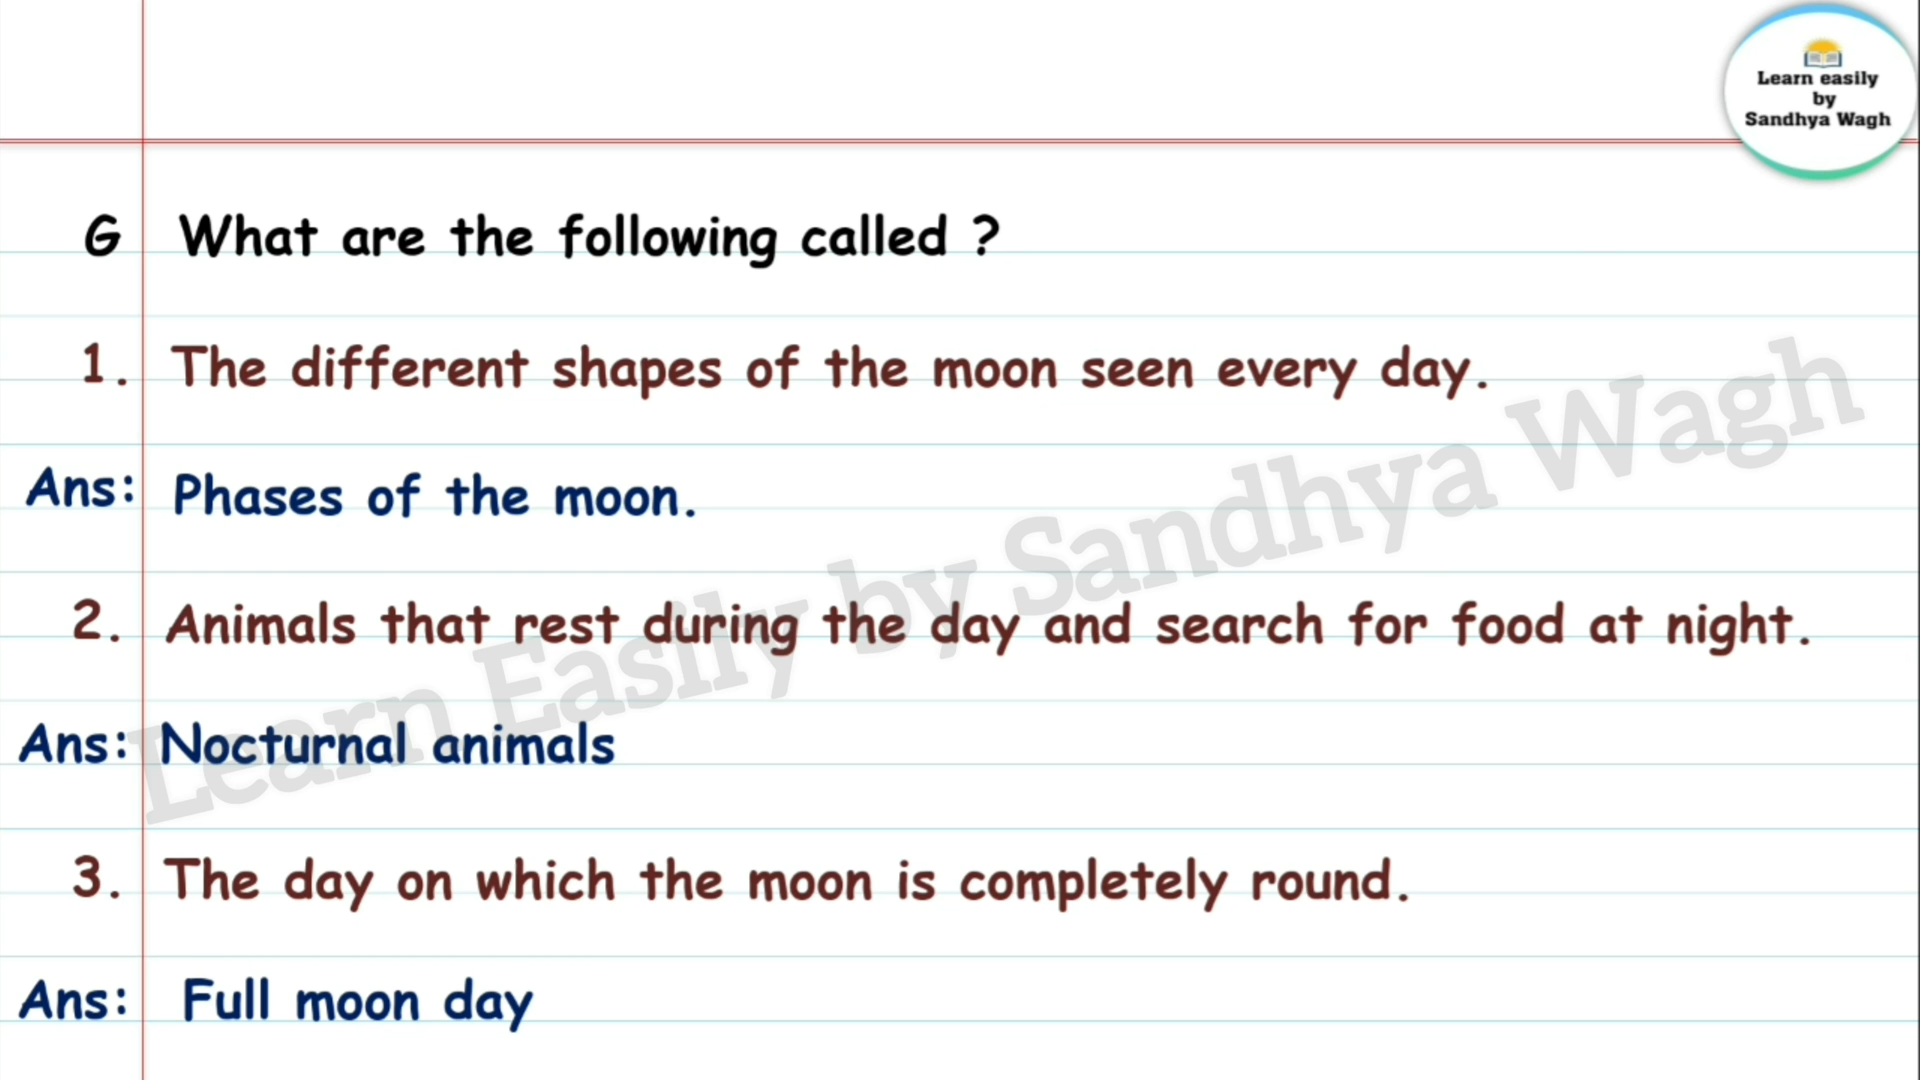 Learn easily
by
Sandhya Wagh
G What are the following called ?
1. The different shapes of the moon seen every day.
Ans: Phases of the moon.
2. Animals that rest during the day and search for food at night.
Ans: Nocturnal animals
3. The day on which the moon is completely round.
Ans: Full moon day
Learn Easily by Sandhya Wagh